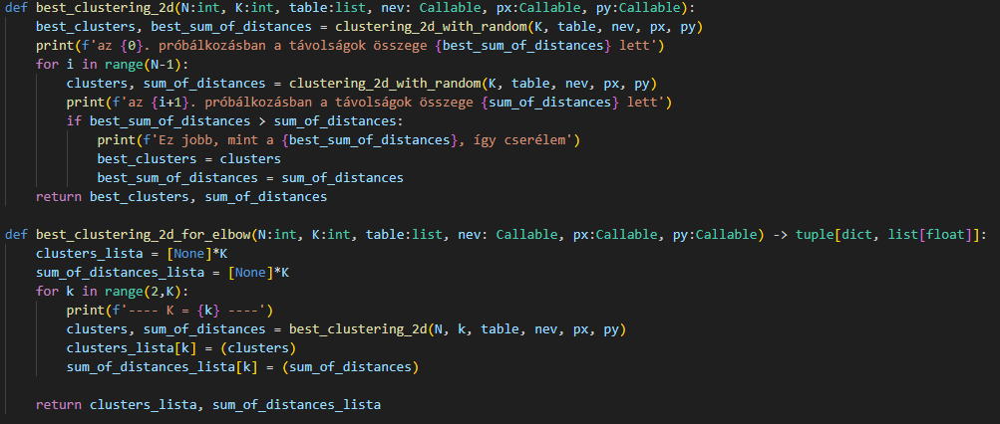 def best_clustering_2d(N:int, K:int, table:list, nev: Callable, px:Callable, py:Callable):
    best_clusters, best_sum_of_distances = clustering_2d_with_random(K, table, nev, px, py)
    print(f'az {0}. próbálkozásban a távolságok összege {best_sum_of_distances} lett')
    for i in range(N-1):
        clusters, sum_of_distances = clustering_2d_with_random(K, table, nev, px, py)
        print(f'az {i+1}. próbálkozásban a távolságok összege {sum_of_distances} lett')
        if best_sum_of_distances > sum_of_distances:
            print(f'Ez jobb, mint a {best_sum_of_distances}, így cserélem')
            best_clusters = clusters
            best_sum_of_distances = sum_of_distances
    return best_clusters, sum_of_distances

def best_clustering_2d_for_elbow(N:int, K:int, table:list, nev: Callable, px:Callable, py:Callable) -> tuple[dict, list[float]]:
    clusters_lista = [None]*K
    sum_of_distances_lista = [None]*K
    for k in range(2,K):
        print(f'---- K = {k} ----')
        clusters, sum_of_distances = best_clustering_2d(N, k, table, nev, px, py)
        clusters_lista[k] = (clusters)
        sum_of_distances_lista[k] = (sum_of_distances)

    return clusters_lista, sum_of_distances_lista